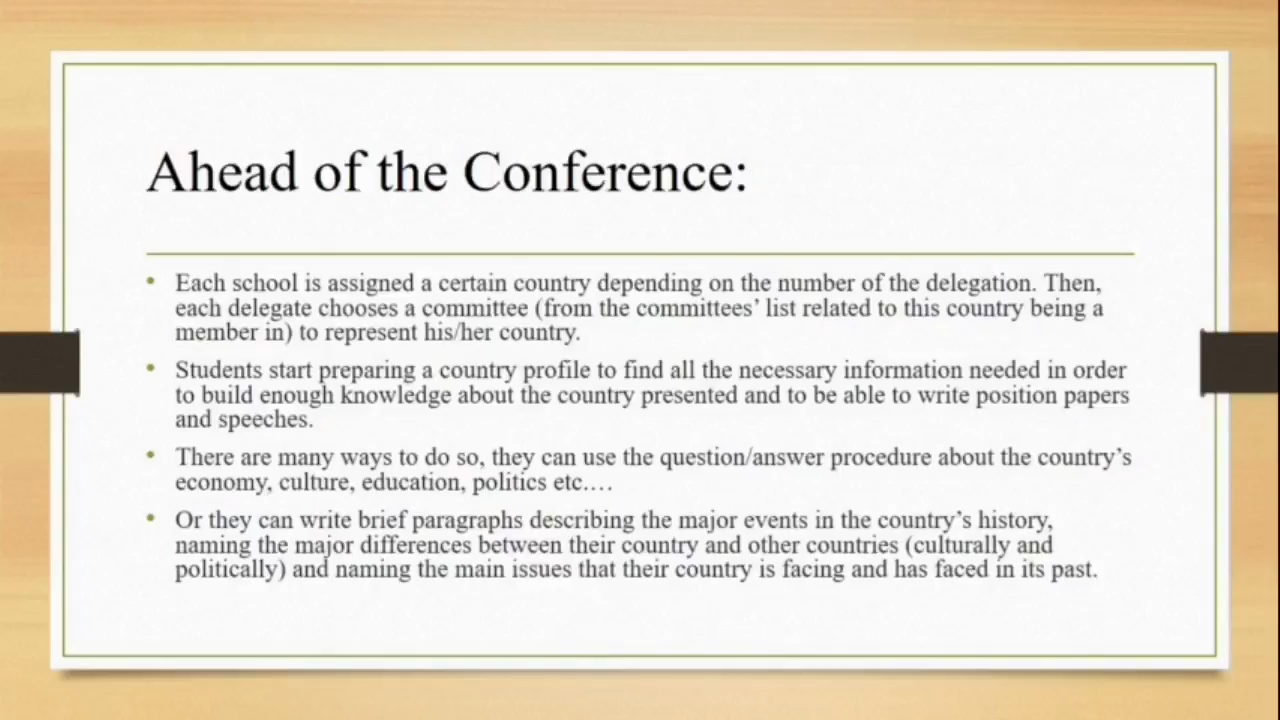 Ahead of the Conference:
• Each school is assigned a certain country depending on the number of the delegation. Then,
each delegate chooses a committee (from the committees’ list related to this country being a
member in) to represent his/her country.
• Students start preparing a country profile to find all the necessary information needed in order
to build enough knowledge about the country presented and to be able to write position papers
and speeches.
• There are many ways to do so, they can use the question/answer procedure about the country’s
economy, culture, education, politics etc.…
• Or they can write brief paragraphs describing the major events in the country’s history,
naming the major differences between their country and other countries (culturally and
politically) and naming the main issues that their country is facing and has faced in its past.